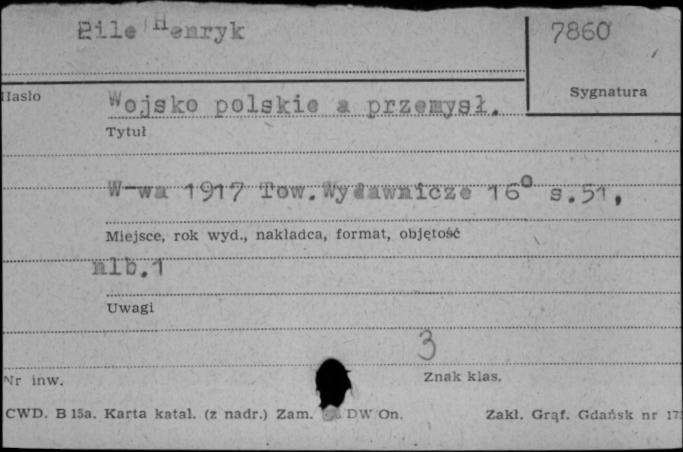 Pile Henryk 7860
Hasło Sygnatura
Wojsko polskie a przemysł.
Tytuł
W-wa 1917 Tow.Wydawnicze 16° s.51,
Miejsce, rok wyd., nakładca, format, objętość
nlb.1
Uwagi
3
Nr inw. Znak klas.
CWD. B 15a. Karta katal. (z nadr.) Zam. DW On. Zakł. Graf. Gdańsk nr